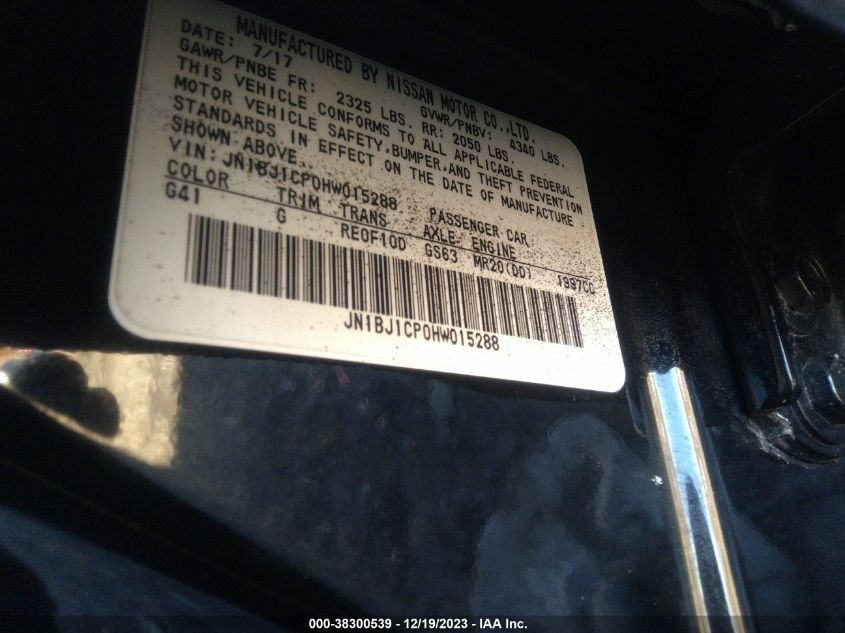 MANUFACTURED BY NISSAN MOTOR CO.,LTD.
DATE: 7/17 GVWR/PNBV: 4340 LBS.
GAWR/PNBE FR: 2325 LBS. RR: 2050 LBS.
THIS VEHICLE CONFORMS TO ALL APPLICABLE FEDERAL
MOTOR VEHICLE SAFETY,BUMPER,AND THEFT PREVENTION
STANDARDS IN EFFECT ON THE DATE OF MANUFACTURE
SHOWN ABOVE.
VIN: JN1BJ1CP0HW015288 PASSENGER CAR
COLOR TRIM TRANS AXLE ENGINE
G41 G RE0F10D GS63 MR20(DD) 1997CC
JN1BJ1CP0HW015288
000-38300539 - 12/19/2023 - IAA Inc.